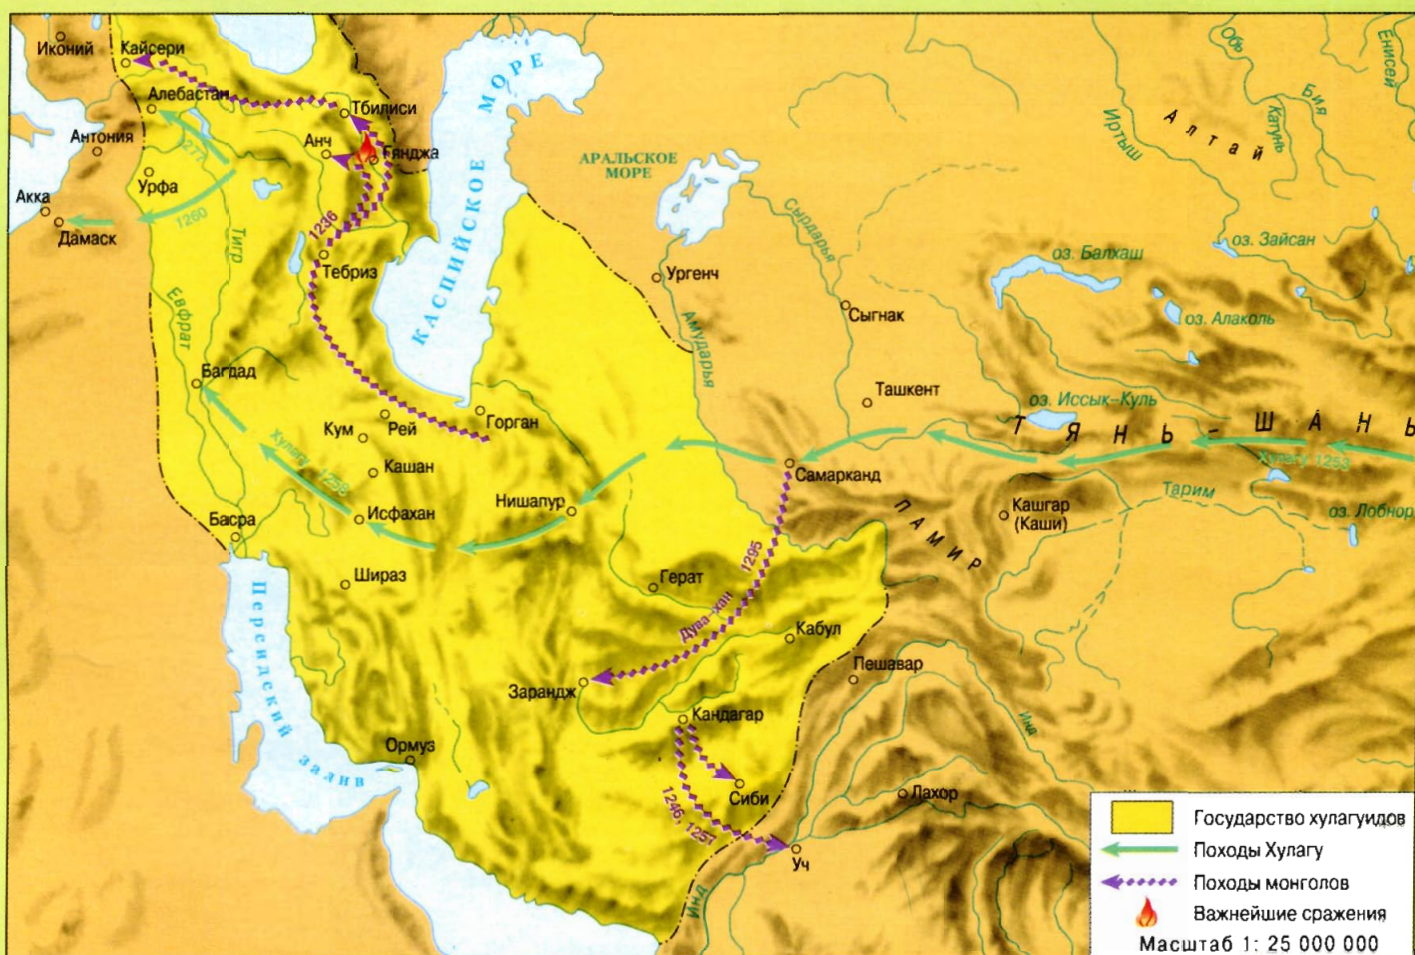 Иконий
Кайсери
Алебастан
Антония
Урфа
Акка
Дамаск
Анч
Тбилиси
Гянджа
1277
1260
1236
Тигр
Евфрат
Тебриз
Багдад
КАСПИЙСКОЕ МОРЕ
АРАЛЬСКОЕ
МОРЕ
Ургенч
Сырдарья
Амударья
Сыгнак
Ташкент
Обь
Енисей
Бия
Катунь
Иртыш
Алтай
оз. Зайсан
оз. Балхаш
оз. Алаколь
оз. Иссык-Куль
ТЯНЬ-ШАНЬ
Хулагу 1253
Тарим
оз. Лобнор
Кашгар
(Каши)
ПАМИР
Самарканд
Горган
Рей
Кум
Кашан
Хулагу, 1258
Исфахан
Нишапур
Басра
Шираз
Персидский залив
Ормуз
Герат
1295
Дува-хан
Кабул
Зарандж
Пешавар
Кандагар
Сиби
1246, 1257
Уч
Лахор
Инд
Инд
Государство хулагуидов
Походы Хулагу
Походы монголов
Важнейшие сражения
Масштаб 1: 25 000 000